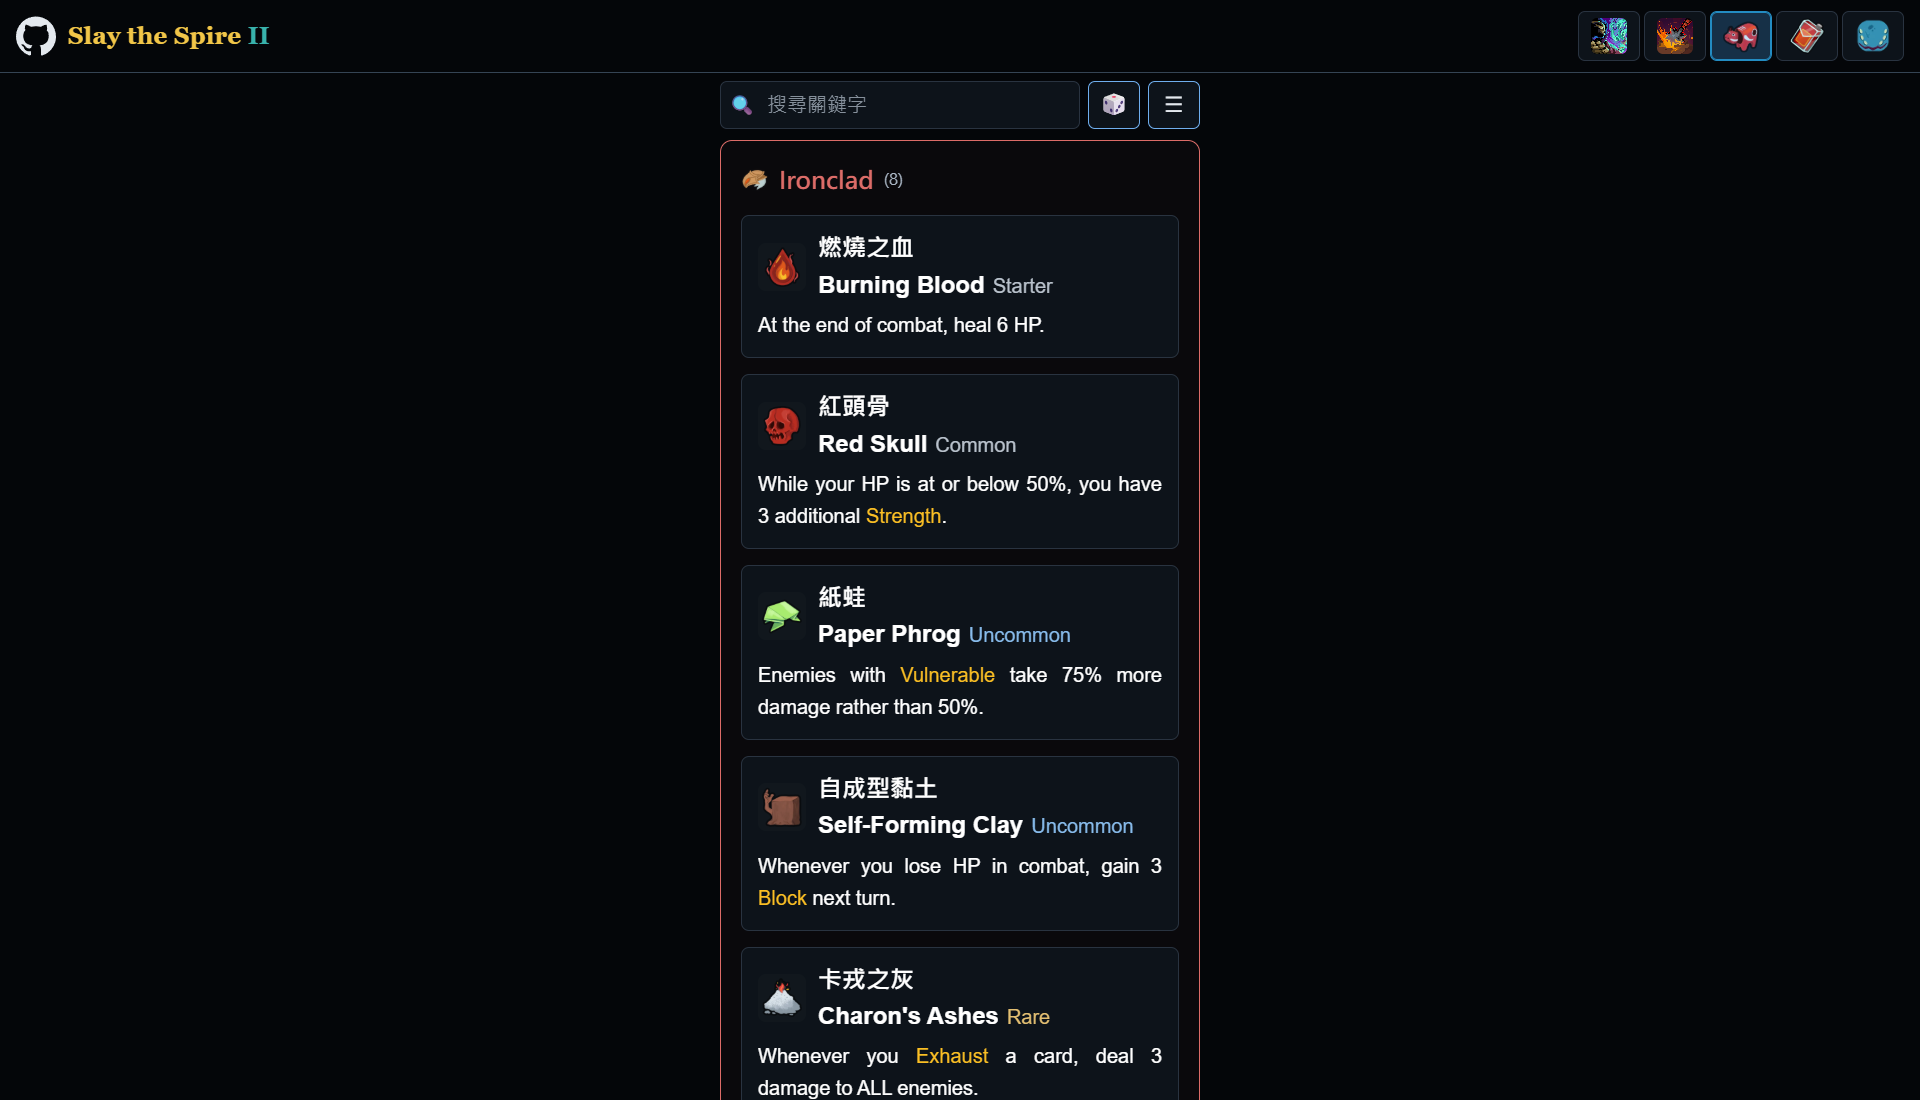 Slay the Spire II
搜尋關鍵字
Ironclad (8)
燃燒之血
Burning Blood Starter
At the end of combat, heal 6 HP.
紅頭骨
Red Skull Common
While your HP is at or below 50%, you have
3 additional Strength.
紙蛙
Paper Phrog Uncommon
Enemies with Vulnerable take 75% more
damage rather than 50%.
自成型黏土
Self-Forming Clay Uncommon
Whenever you lose HP in combat, gain 3
Block next turn.
卡戎之灰
Charon's Ashes Rare
Whenever you Exhaust a card, deal 3
damage to ALL enemies.